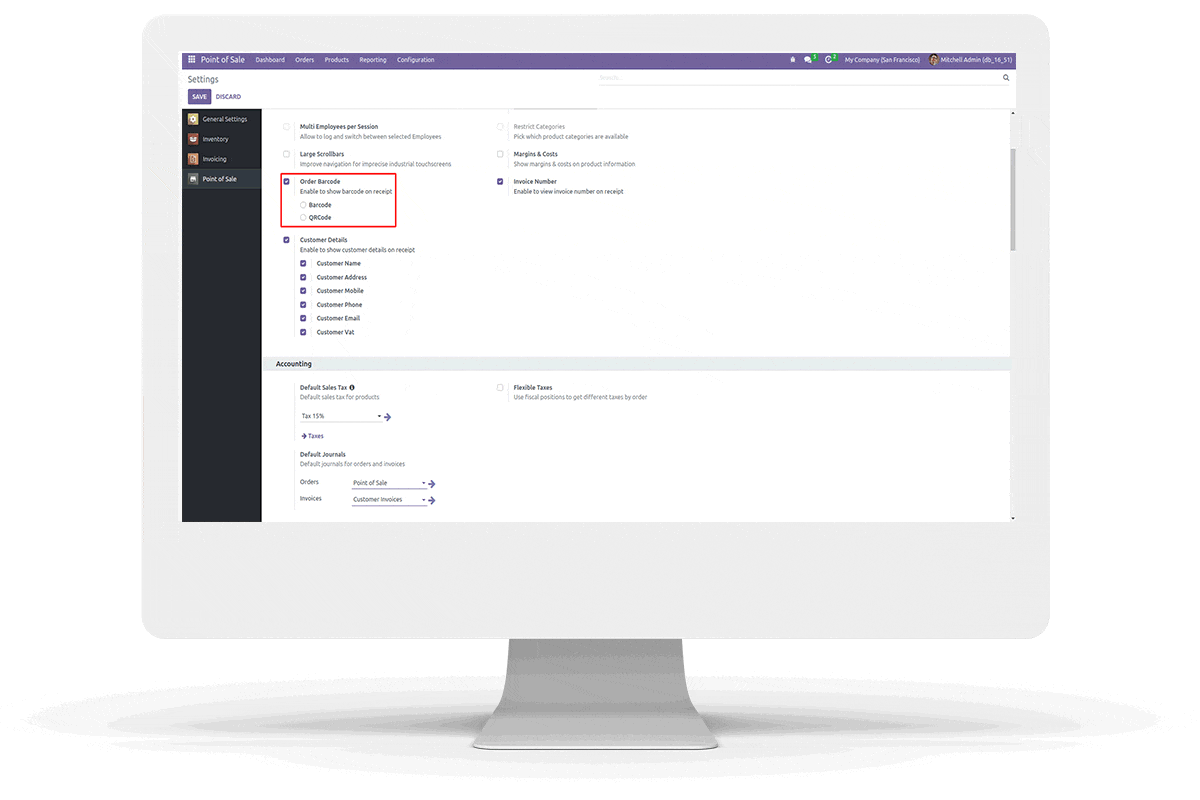 Point of Sale Dashboard Orders Products Reporting Configuration 5 2 My Company (San Francisco) Mitchell Admin (db_16_51)
Settings
Search...
SAVE DISCARD
General Settings
Inventory
Invoicing
Point of Sale
Multi Employees per Session
Allow to log and switch between selected Employees
Restrict Categories
Pick which product categories are available
Large Scrollbars
Improve navigation for imprecise industrial touchscreens
Margins & Costs
Show margins & costs on product information
Order Barcode
Enable to show barcode on receipt
Barcode
QRCode
Invoice Number
Enable to view invoice number on receipt
Customer Details
Enable to show customer details on receipt
Customer Name
Customer Address
Customer Mobile
Customer Phone
Customer Email
Customer Vat
Accounting
Default Sales Tax
Default sales tax for products
Tax 15%
Taxes
Flexible Taxes
Use fiscal positions to get different taxes by order
Default Journals
Default journals for orders and invoices
Orders Point of Sale
Invoices Customer Invoices